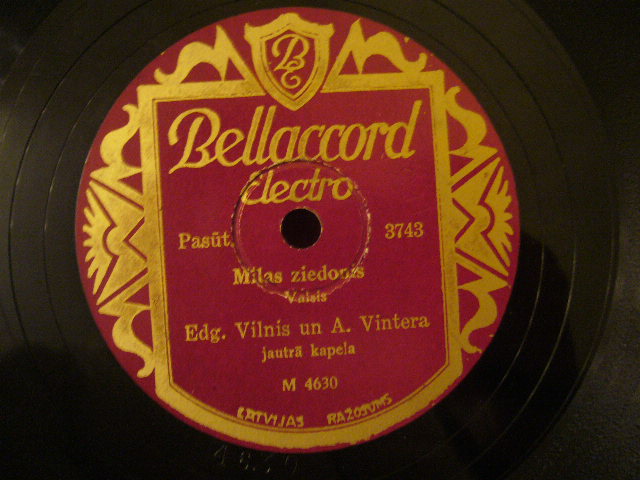 B E
Bellaccord
Electro
Pasūt. 3743
Mīlas ziedonis
Valsis
Edg. Vilnis un A. Vintera
jautrā kapela
M 4630
LATVIJAS RAŽOJUMS